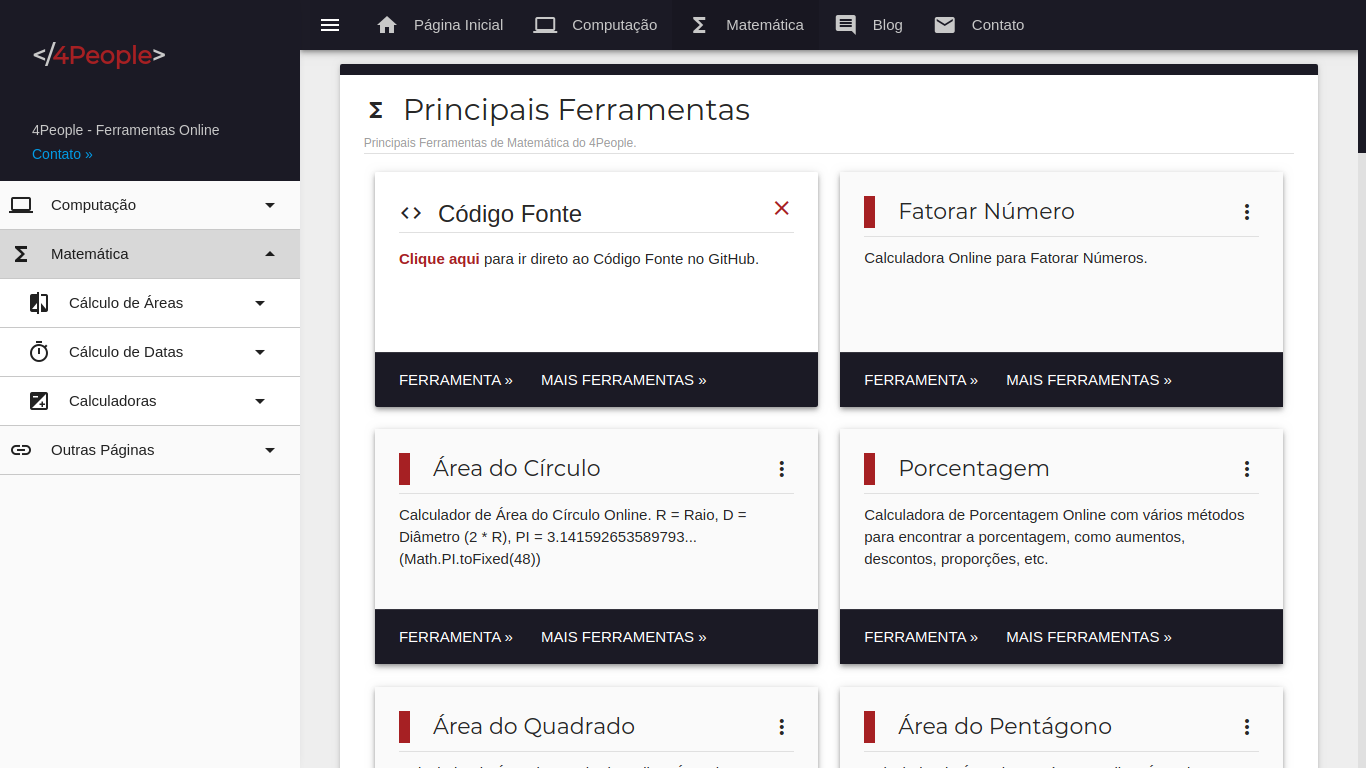 </4People>
4People - Ferramentas Online
Contato »
Computação
Matemática
Cálculo de Áreas
Cálculo de Datas
Calculadoras
Outras Páginas
Página Inicial
Computação
Matemática
Blog
Contato
Principais Ferramentas
Principais Ferramentas de Matemática do 4People.
Código Fonte
Clique aqui para ir direto ao Código Fonte no GitHub.
FERRAMENTA » MAIS FERRAMENTAS »
Fatorar Número
Calculadora Online para Fatorar Números.
FERRAMENTA » MAIS FERRAMENTAS »
Área do Círculo
Calculador de Área do Círculo Online. R = Raio, D =
Diâmetro (2 * R), PI = 3.141592653589793...
(Math.PI.toFixed(48))
FERRAMENTA » MAIS FERRAMENTAS »
Porcentagem
Calculadora de Porcentagem Online com vários métodos
para encontrar a porcentagem, como aumentos,
descontos, proporções, etc.
FERRAMENTA » MAIS FERRAMENTAS »
Área do Quadrado
Área do Pentágono